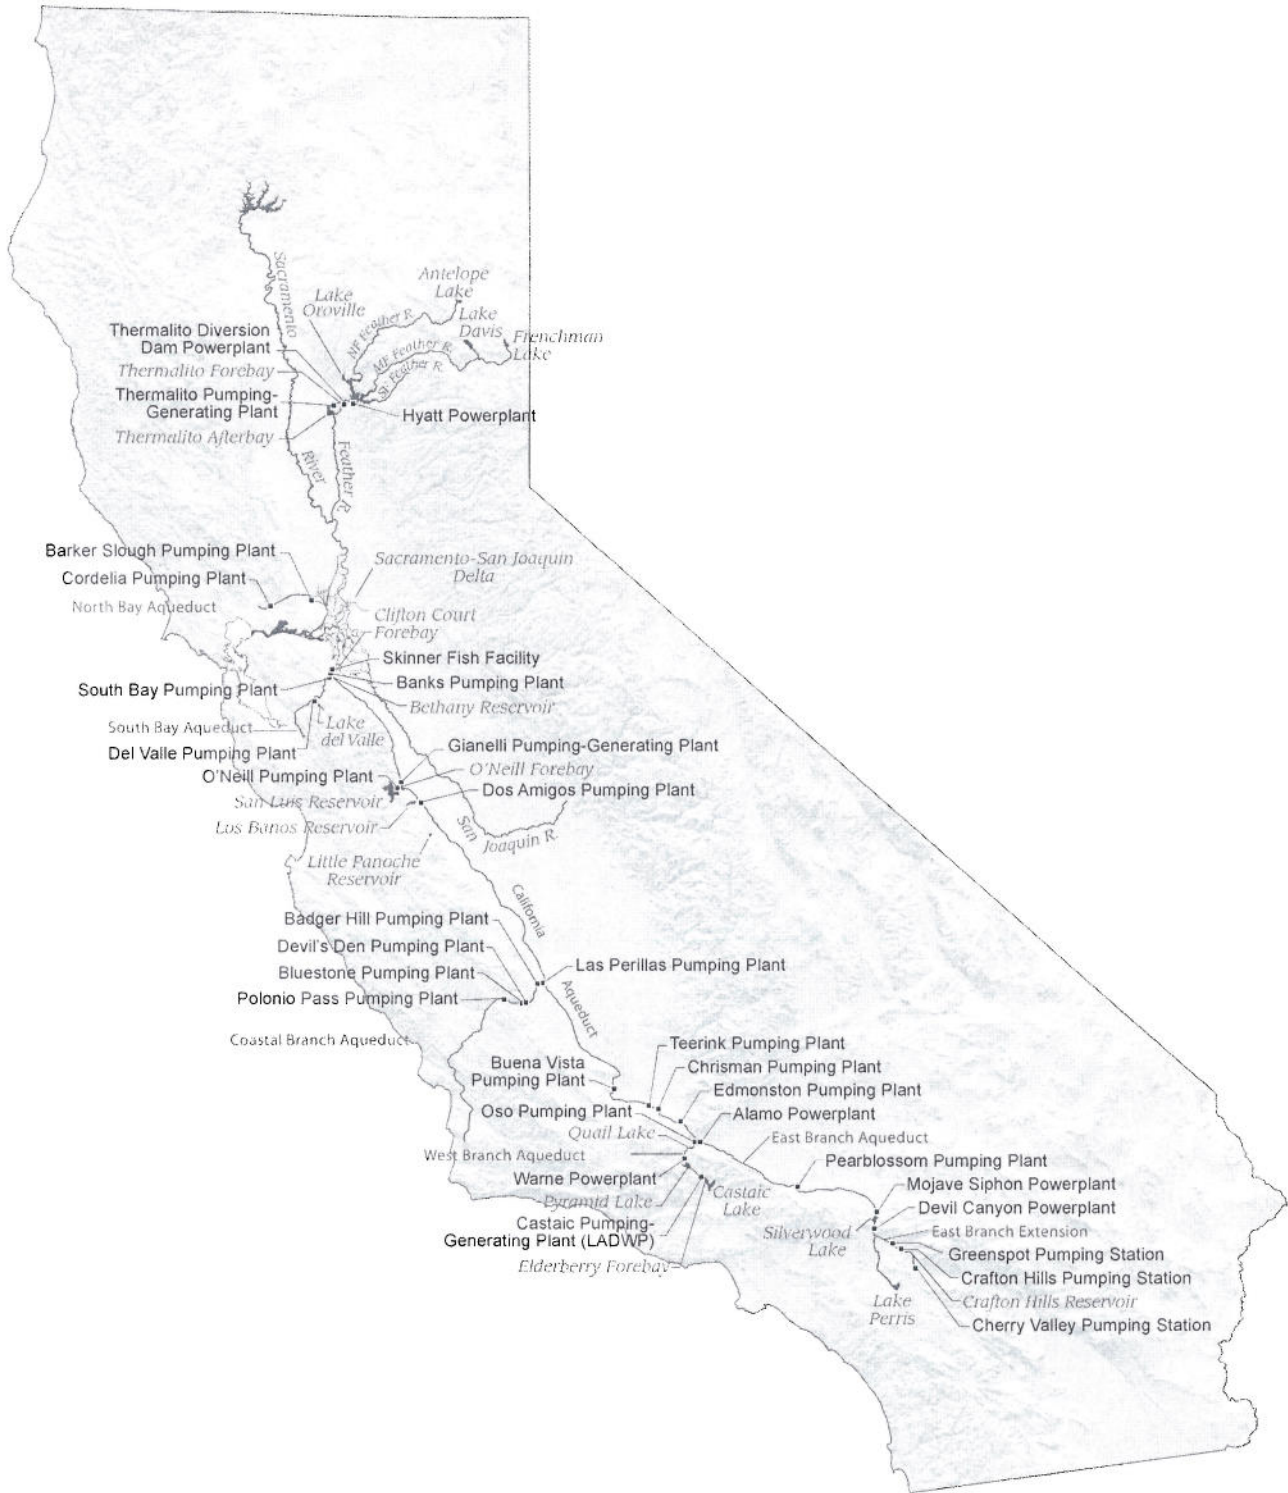 Sacramento
River
Antelope
Lake
Lake
Oroville
Lake
Davis
Frenchman
Lake
NF Feather R.
MF Feather R.
SF Feather R.
Thermalito Diversion
Dam Powerplant
Thermalito Forebay
Thermalito Pumping-
Generating Plant
Thermalito Afterbay
Hyatt Powerplant
Feather R.
Barker Slough Pumping Plant
Cordelia Pumping Plant
North Bay Aqueduct
Sacramento-San Joaquin
Delta
Clifton Court
Forebay
Skinner Fish Facility
South Bay Pumping Plant
Banks Pumping Plant
Bethany Reservoir
South Bay Aqueduct
Lake
del Valle
Del Valle Pumping Plant
Gianelli Pumping-Generating Plant
O'Neill Pumping Plant
O'Neill Forebay
Dos Amigos Pumping Plant
San Luis Reservoir
Los Banos Reservoir
San
Joaquin R.
Little Panoche
Reservoir
California
Aqueduct
Badger Hill Pumping Plant
Devil's Den Pumping Plant
Las Perillas Pumping Plant
Bluestone Pumping Plant
Polonio Pass Pumping Plant
Coastal Branch Aqueduct
Teerink Pumping Plant
Buena Vista
Pumping Plant
Chrisman Pumping Plant
Edmonston Pumping Plant
Oso Pumping Plant
Alamo Powerplant
Quail Lake
East Branch Aqueduct
West Branch Aqueduct
Pearblossom Pumping Plant
Warne Powerplant
Mojave Siphon Powerplant
Pyramid Lake
Castaic
Lake
Devil Canyon Powerplant
Castaic Pumping-
Generating Plant (LADWP)
Silverwood
Lake
East Branch Extension
Greenspot Pumping Station
Elderberry Forebay
Crafton Hills Pumping Station
Lake
Perris
Crafton Hills Reservoir
Cherry Valley Pumping Station